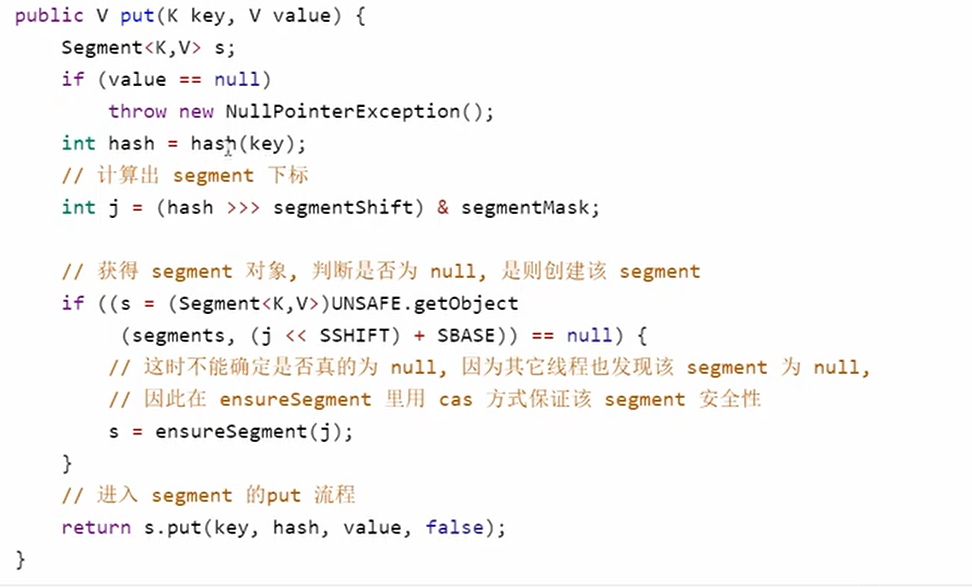 public V put(K key, V value) {
    Segment<K,V> s;
    if (value == null)
        throw new NullPointerException();
    int hash = hash(key);
    // 计算出 segment 下标
    int j = (hash >>> segmentShift) & segmentMask;

    // 获得 segment 对象, 判断是否为 null, 是则创建该 segment
    if ((s = (Segment<K,V>)UNSAFE.getObject
         (segments, (j << SSHIFT) + SBASE)) == null) {
        // 这时不能确定是否真的为 null, 因为其它线程也发现该 segment 为 null,
        // 因此在 ensureSegment 里用 cas 方式保证该 segment 安全性
        s = ensureSegment(j);
    }
    // 进入 segment 的put 流程
    return s.put(key, hash, value, false);
}